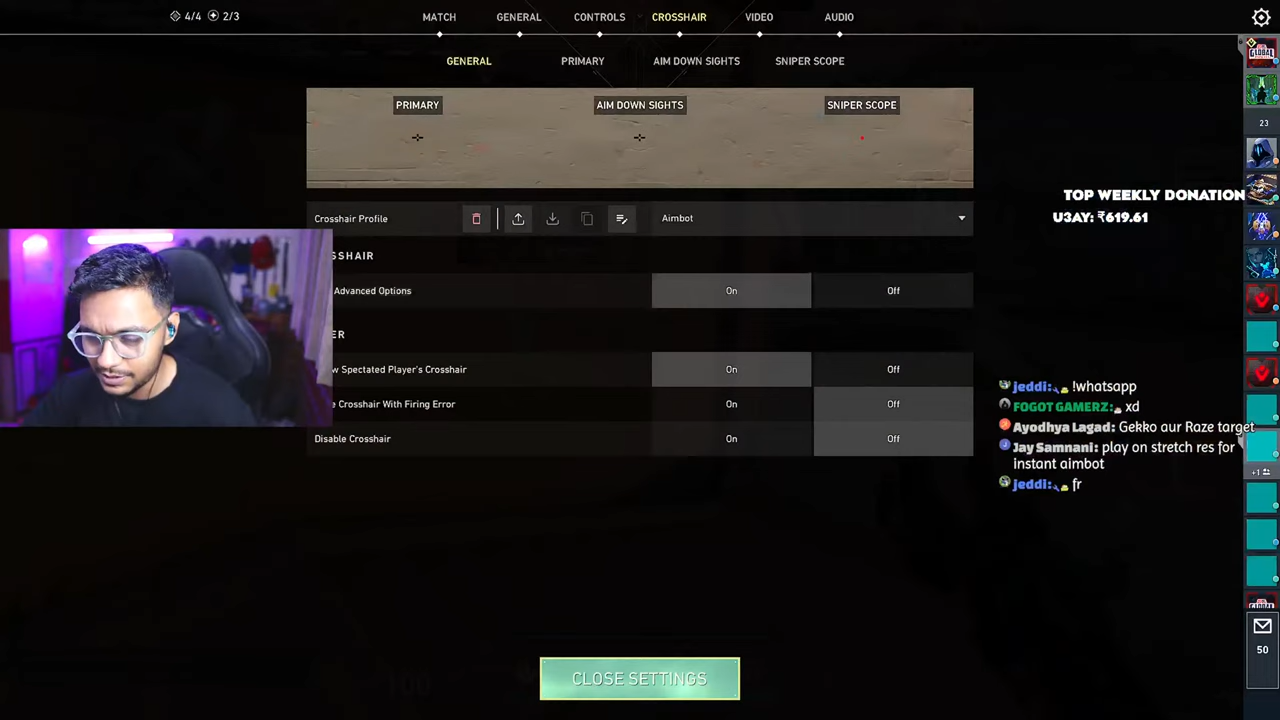 4/4 2/3
MATCH GENERAL CONTROLS CROSSHAIR VIDEO AUDIO
GENERAL PRIMARY AIM DOWN SIGHTS SNIPER SCOPE
PRIMARY AIM DOWN SIGHTS SNIPER SCOPE
Crosshair Profile Aimbot
SSHAIR
Advanced Options On Off
ER
w Spectated Player's Crosshair On Off
e Crosshair With Firing Error On Off
Disable Crosshair On Off
CLOSE SETTINGS
TOP WEEKLY DONATION
U3AY: ₹619.61
jeddi: !whatsapp
FOGOT GAMERZ: xd
Ayodhya Lagad: Gekko aur Raze target
Jay Samnani: play on stretch res for
instant aimbot
jeddi: fr
GLOBAL
23
+1
50